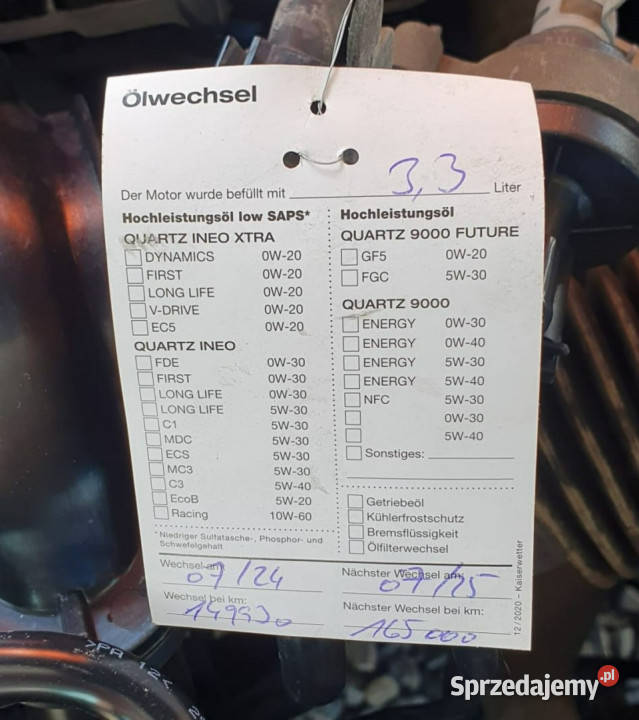 Ölwechsel
Der Motor wurde befüllt mit 3,3 Liter
Hochleistungsöl low SAPS*
QUARTZ INEO XTRA
DYNAMICS 0W-20
FIRST 0W-20
LONG LIFE 0W-20
V-DRIVE 0W-20
EC5 0W-20
QUARTZ INEO
FDE 0W-30
FIRST 0W-30
LONG LIFE 0W-30
LONG LIFE 5W-30
C1 5W-30
MDC 5W-30
ECS 5W-30
MC3 5W-30
C3 5W-40
EcoB 5W-20
Racing 10W-60
* Niedriger Sulfatasche-, Phosphor- und
Schwefelgehalt
Hochleistungsöl
QUARTZ 9000 FUTURE
GF5 0W-20
FGC 5W-30
QUARTZ 9000
ENERGY 0W-30
ENERGY 0W-40
ENERGY 5W-30
ENERGY 5W-40
NFC 5W-30
0W-30
5W-40
Sonstiges:
Getriebeöl
Kühlerfrostschutz
Bremsflüssigkeit
Ölfilterwechsel
Wechsel am:
07/24
Wechsel bei km:
149930
Nächster Wechsel am:
07/25
Nächster Wechsel bei km:
165000
12/2020 – Kaiserwetter
7PA 12
Sprzedajemy.pl